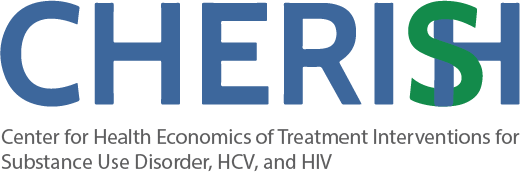 CHERISH
Center for Health Economics of Treatment Interventions for
Substance Use Disorder, HCV, and HIV